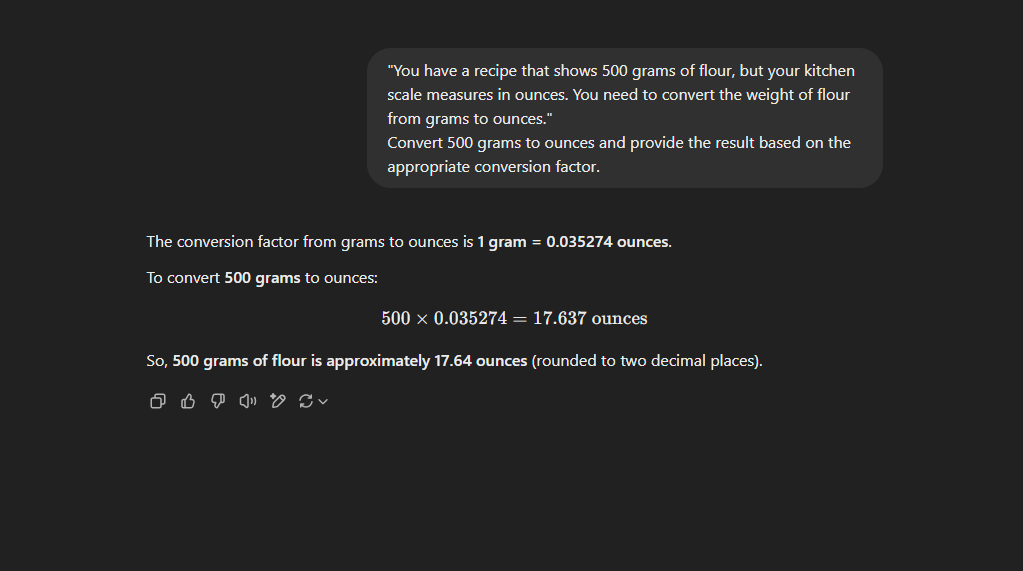 "You have a recipe that shows 500 grams of flour, but your kitchen
scale measures in ounces. You need to convert the weight of flour
from grams to ounces."
Convert 500 grams to ounces and provide the result based on the
appropriate conversion factor.
The conversion factor from grams to ounces is 1 gram = 0.035274 ounces.
To convert 500 grams to ounces:
500 × 0.035274 = 17.637 ounces
So, 500 grams of flour is approximately 17.64 ounces (rounded to two decimal places).